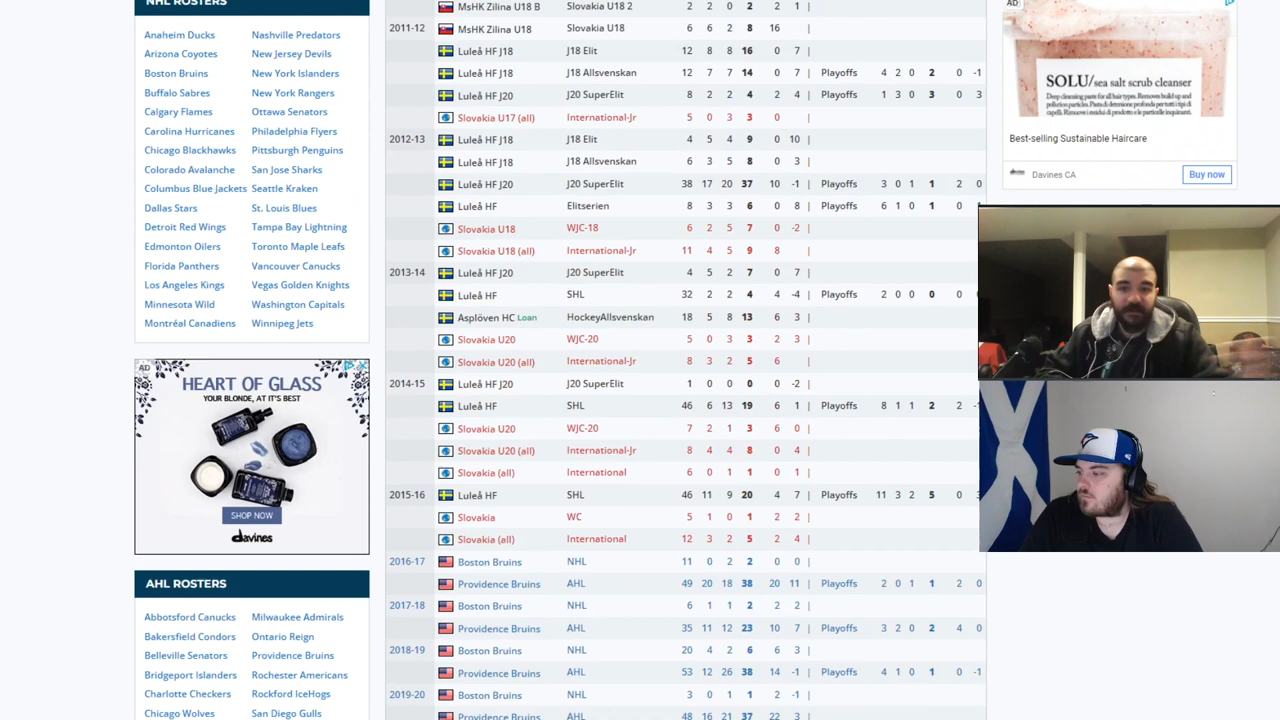 NHL ROSTERS
Anaheim Ducks Nashville Predators
Arizona Coyotes New Jersey Devils
Boston Bruins New York Islanders
Buffalo Sabres New York Rangers
Calgary Flames Ottawa Senators
Carolina Hurricanes Philadelphia Flyers
Chicago Blackhawks Pittsburgh Penguins
Colorado Avalanche San Jose Sharks
Columbus Blue Jackets Seattle Kraken
Dallas Stars St. Louis Blues
Detroit Red Wings Tampa Bay Lightning
Edmonton Oilers Toronto Maple Leafs
Florida Panthers Vancouver Canucks
Los Angeles Kings Vegas Golden Knights
Minnesota Wild Washington Capitals
Montréal Canadiens Winnipeg Jets
AD
HEART OF GLASS
YOUR BLONDE, AT IT'S BEST
SHOP NOW
davines
AHL ROSTERS
Abbotsford Canucks Milwaukee Admirals
Bakersfield Condors Ontario Reign
Belleville Senators Providence Bruins
Bridgeport Islanders Rochester Americans
Charlotte Checkers Rockford IceHogs
Chicago Wolves San Diego Gulls
MsHK Zilina U18 B Slovakia U18 2 2 2 0 2 2 1 |
2011-12 MsHK Zilina U18 Slovakia U18 6 6 2 8 16 |
Luleå HF J18 J18 Elit 12 8 8 16 0 7 |
Luleå HF J18 J18 Allsvenskan 12 7 7 14 0 7 | Playoffs 4 2 0 2 0 -1
Luleå HF J20 J20 SuperElit 8 2 2 4 2 4 | Playoffs 1 3 0 3 0 3
Slovakia U17 (all) International-Jr 5 0 3 3 0 |
2012-13 Luleå HF J18 J18 Elit 4 5 4 9 0 10 |
Luleå HF J18 J18 Allsvenskan 6 3 5 8 0 3 |
Luleå HF J20 J20 SuperElit 38 17 20 37 10 -1 | Playoffs 3 0 1 1 2 0
Luleå HF Elitserien 8 3 3 6 0 8 | Playoffs 6 1 0 1 0
Slovakia U18 WJC-18 6 2 5 7 0 -2 |
Slovakia U18 (all) International-Jr 11 4 5 9 8 |
2013-14 Luleå HF J20 J20 SuperElit 4 5 2 7 0 7 |
Luleå HF SHL 32 2 2 4 4 -4 | Playoffs 2 0 0 0 0
Asplöven HC Loan HockeyAllsvenskan 18 5 8 13 6 3 |
Slovakia U20 WJC-20 5 0 3 3 2 3 |
Slovakia U20 (all) International-Jr 8 3 2 5 6 |
2014-15 Luleå HF J20 J20 SuperElit 1 0 0 0 0 -2 |
Luleå HF SHL 46 6 13 19 6 1 | Playoffs 8 1 1 2 2
Slovakia U20 WJC-20 7 2 1 3 6 0 |
Slovakia U20 (all) International-Jr 8 4 4 8 0 4 |
Slovakia (all) International 6 0 1 1 0 1 |
2015-16 Luleå HF SHL 46 11 9 20 4 7 | Playoffs 11 3 2 5 0
Slovakia WC 5 1 0 1 2 2 |
Slovakia (all) International 12 3 2 5 2 4 |
2016-17 Boston Bruins NHL 11 0 2 2 0 0 |
Providence Bruins AHL 49 20 18 38 20 11 | Playoffs 2 0 1 1 2 0
2017-18 Boston Bruins NHL 6 1 1 2 2 2 |
Providence Bruins AHL 35 11 12 23 10 7 | Playoffs 3 2 0 2 4 0
2018-19 Boston Bruins NHL 20 4 2 6 6 3 |
Providence Bruins AHL 53 12 26 38 14 -1 | Playoffs 4 1 0 1 0 -1
2019-20 Boston Bruins NHL 3 0 1 1 2 -1 |
Providence Bruins AHL 48 16 21 37 22 3 |
AD
SOLU/sea salt scrub cleanser
Best-selling Sustainable Haircare
Davines CA
Buy now